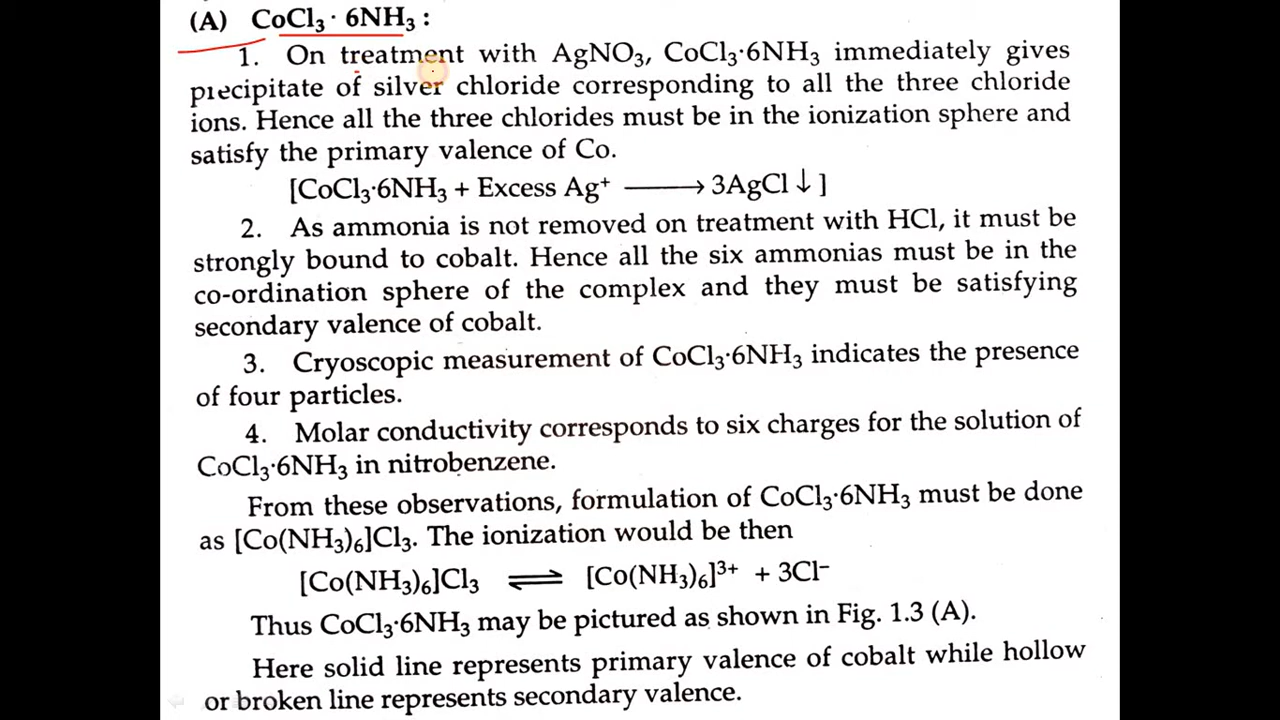 (A) CoCl₃ · 6NH₃ :
1. On treatment with AgNO₃, CoCl₃·6NH₃ immediately gives
precipitate of silver chloride corresponding to all the three chloride
ions. Hence all the three chlorides must be in the ionization sphere and
satisfy the primary valence of Co.
[CoCl₃·6NH₃ + Excess Ag⁺ ⟶ 3AgCl ↓ ]
2. As ammonia is not removed on treatment with HCl, it must be
strongly bound to cobalt. Hence all the six ammonias must be in the
co-ordination sphere of the complex and they must be satisfying
secondary valence of cobalt.
3. Cryoscopic measurement of CoCl₃·6NH₃ indicates the presence
of four particles.
4. Molar conductivity corresponds to six charges for the solution of
CoCl₃·6NH₃ in nitrobenzene.
From these observations, formulation of CoCl₃·6NH₃ must be done
as [Co(NH₃)₆]Cl₃. The ionization would be then
[Co(NH₃)₆]Cl₃ ⇌ [Co(NH₃)₆]³⁺ + 3Cl⁻
Thus CoCl₃·6NH₃ may be pictured as shown in Fig. 1.3 (A).
Here solid line represents primary valence of cobalt while hollow
or broken line represents secondary valence.